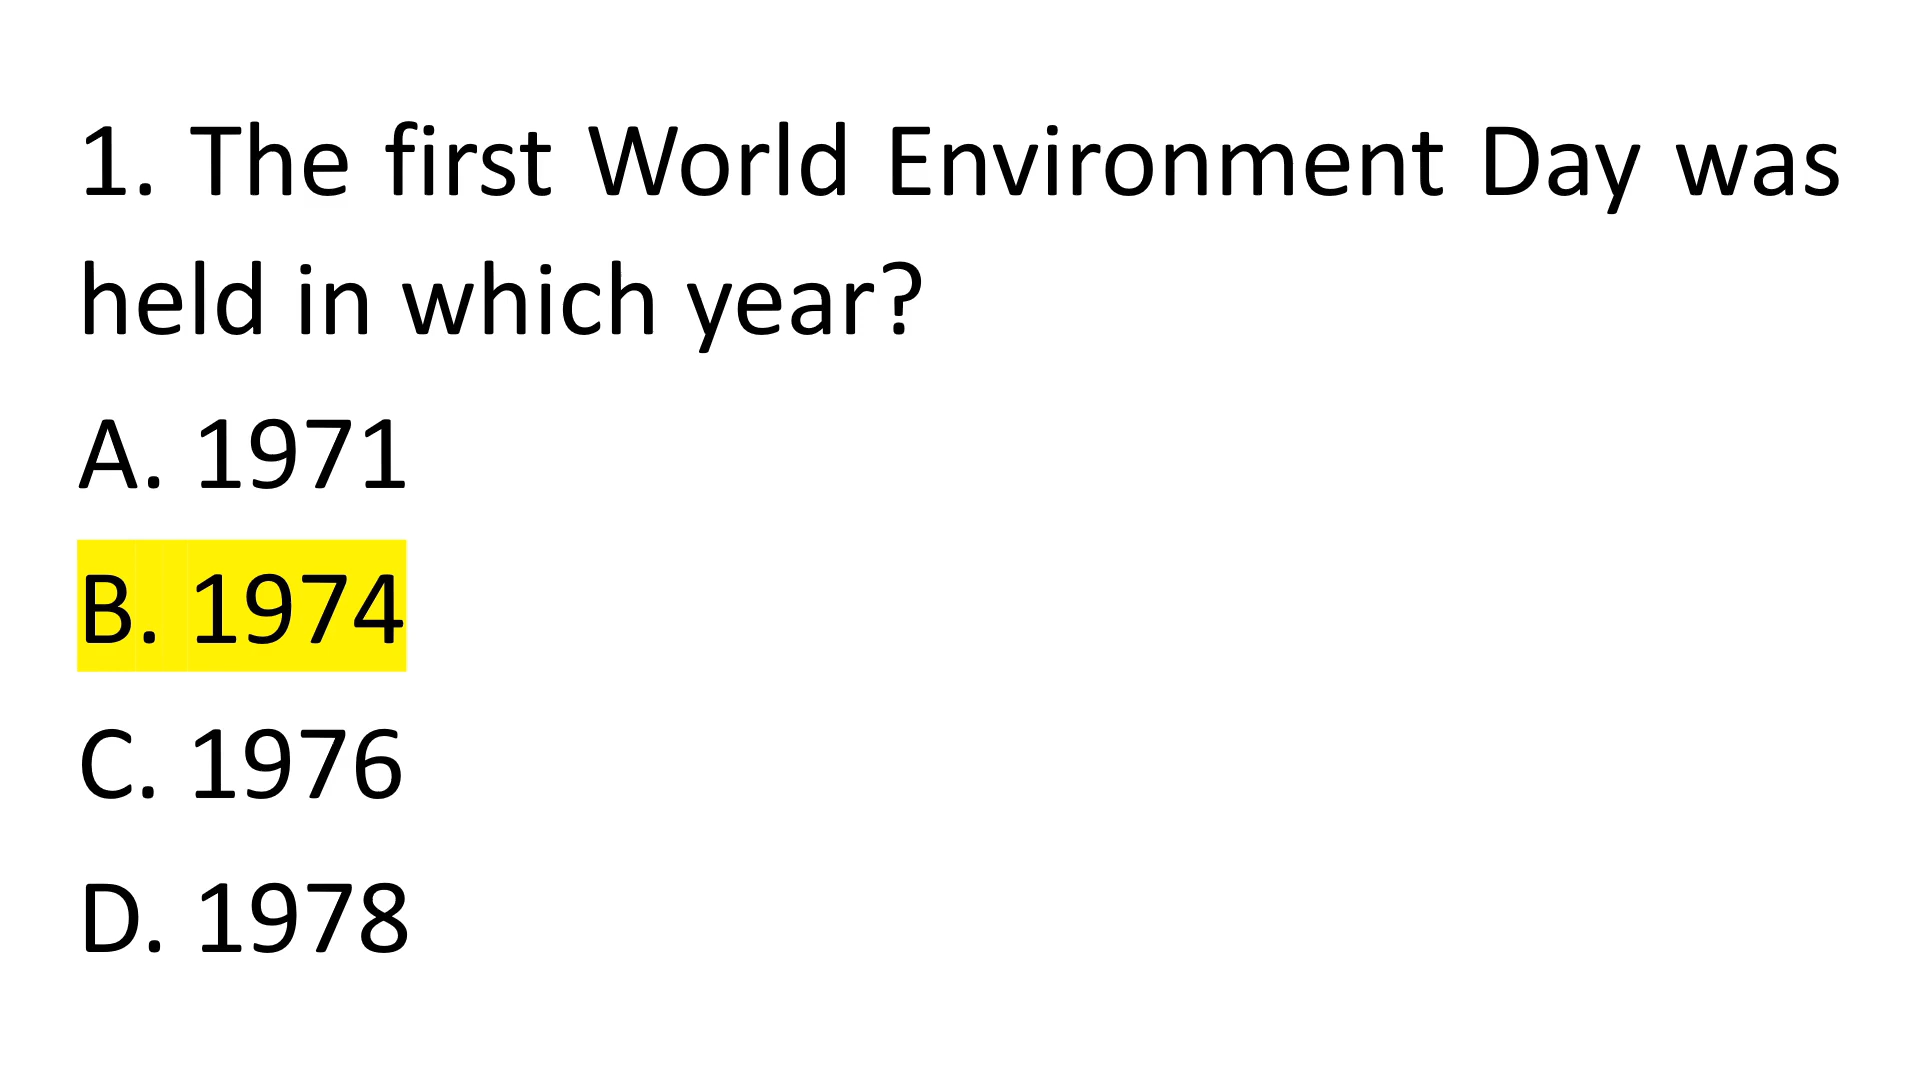 1. The first World Environment Day was
held in which year?
A. 1971
B. 1974
C. 1976
D. 1978